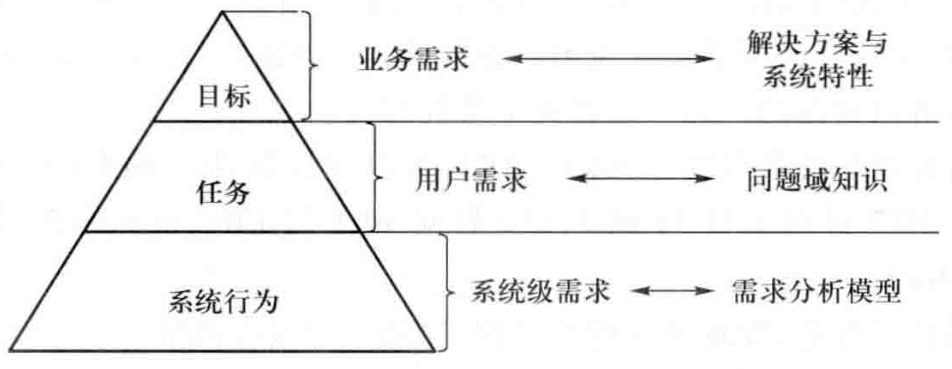 目标
业务需求
解决方案与
系统特性
任务
用户需求
问题域知识
系统行为
系统级需求
需求分析模型